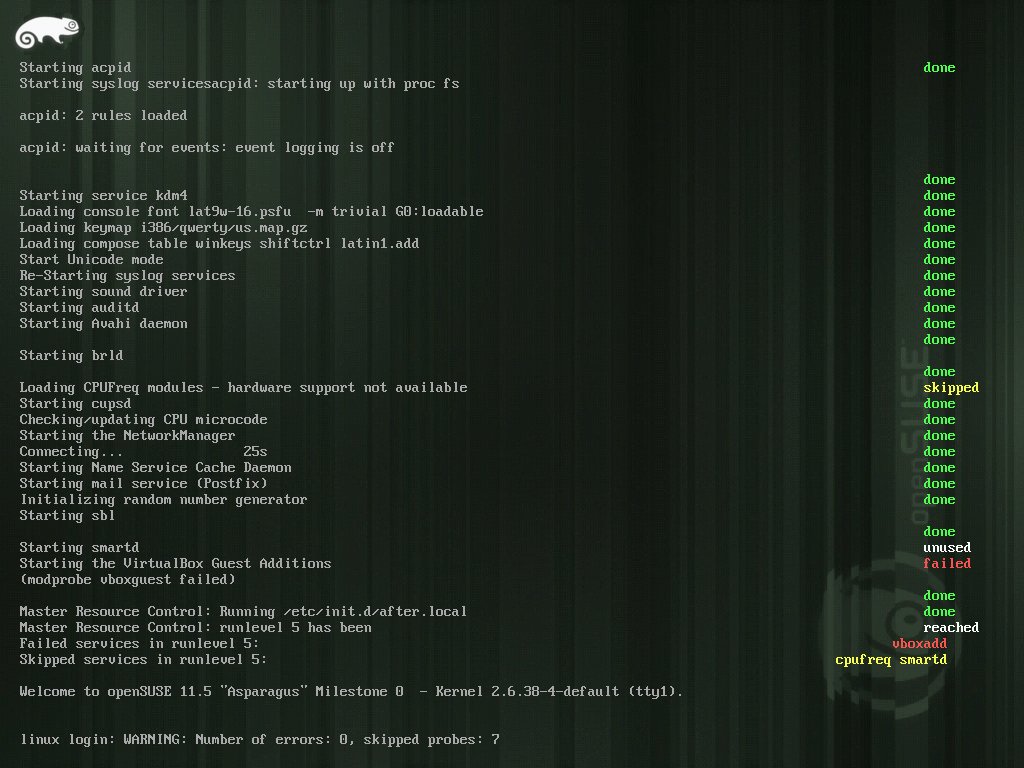 Starting acpid done
Starting syslog servicesacpid: starting up with proc fs
acpid: 2 rules loaded
acpid: waiting for events: event logging is off
done
Starting service kdm4 done
Loading console font lat9w-16.psfu  -m trivial G0:loadable done
Loading keymap i386/qwerty/us.map.gz done
Loading compose table winkeys shiftctrl latin1.add done
Start Unicode mode done
Re-Starting syslog services done
Starting sound driver done
Starting auditd done
Starting Avahi daemon done
done
Starting brld
done
Loading CPUFreq modules - hardware support not available skipped
Starting cupsd done
Checking/updating CPU microcode done
Starting the NetworkManager done
Connecting... 25s done
Starting Name Service Cache Daemon done
Starting mail service (Postfix) done
Initializing random number generator done
Starting sbl
done
Starting smartd unused
Starting the VirtualBox Guest Additions failed
(modprobe vboxguest failed)
done
Master Resource Control: Running /etc/init.d/after.local done
Master Resource Control: runlevel 5 has been reached
Failed services in runlevel 5: vboxadd
Skipped services in runlevel 5: cpufreq smartd
Welcome to openSUSE 11.5 "Asparagus" Milestone 0  - Kernel 2.6.38-4-default (tty1).
linux login: WARNING: Number of errors: 0, skipped probes: 7
openSUSE